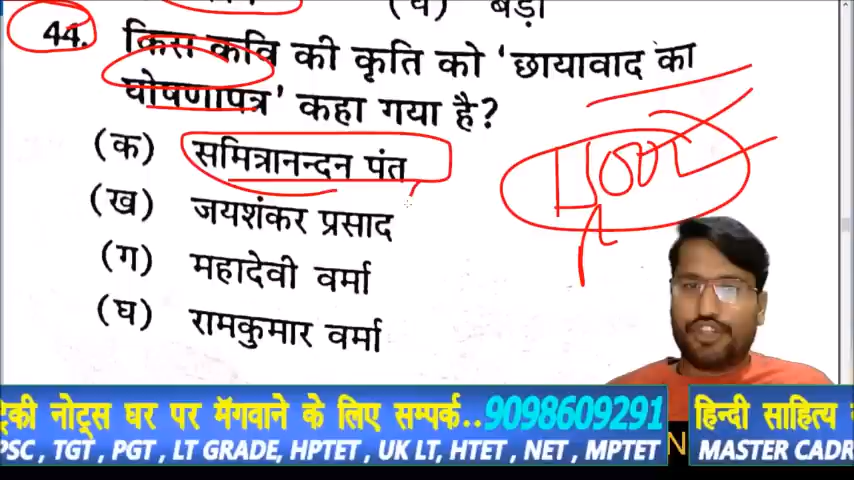 (घ) बड़ा
44. किस कवि की कृति को 'छायावाद का
घोषणापत्र' कहा गया है?
(क) सुमित्रानन्दन पंत
(ख) जयशंकर प्रसाद
(ग) महादेवी वर्मा
(घ) रामकुमार वर्मा
नोट्स घर पर मॅगवाने के लिए सम्पर्क..9098609291 हिन्दी साहित्य
PSC , TGT , PGT , LT GRADE, HPTET , UK LT, HTET , NET , MPTET N MASTER CADR